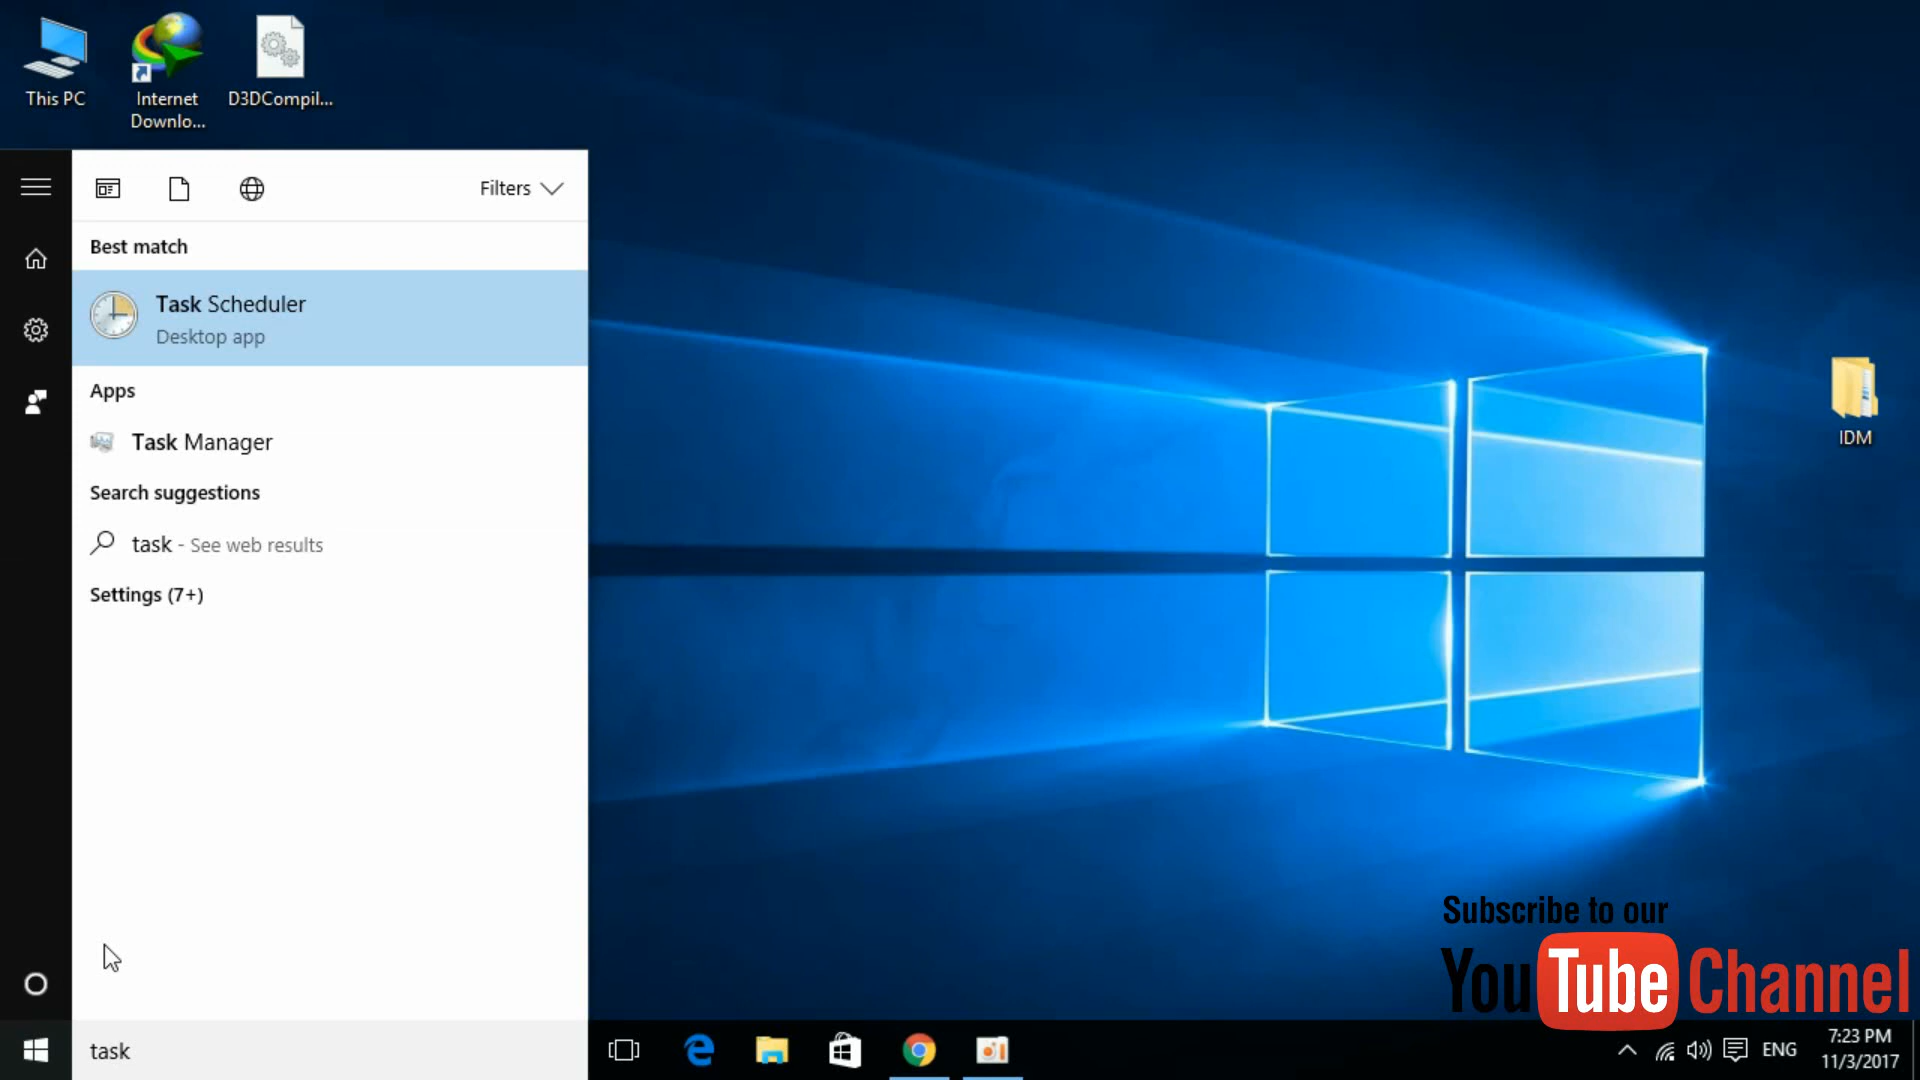 This PC
Internet
Downlo...
D3DCompil...
Filters
Best match
Task Scheduler
Desktop app
Apps
Task Manager
Search suggestions
task - See web results
Settings (7+)
IDM
Subscribe to our
YouTube Channel
task
ENG
7:23 PM
11/3/2017